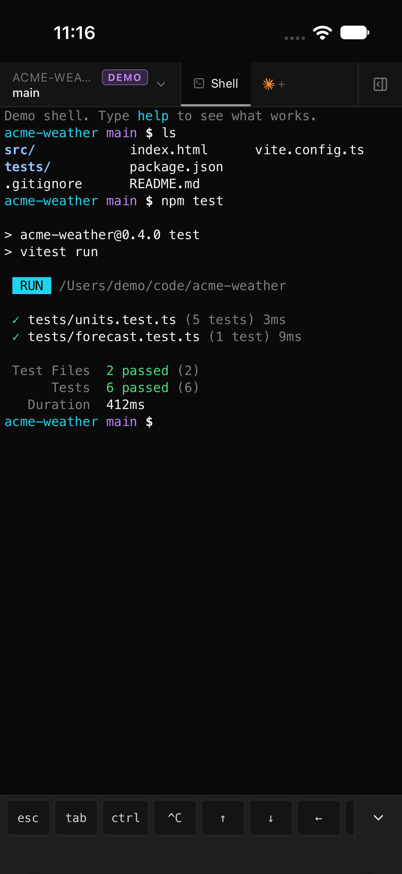 11:16
ACME-WEA... DEMO
main
Shell
+
Demo shell. Type help to see what works.
acme-weather main $ ls
src/ index.html vite.config.ts
tests/ package.json
.gitignore README.md
acme-weather main $ npm test
> acme-weather@0.4.0 test
> vitest run
RUN /Users/demo/code/acme-weather
✓ tests/units.test.ts (5 tests) 3ms
✓ tests/forecast.test.ts (1 test) 9ms
Test Files 2 passed (2)
Tests 6 passed (6)
Duration 412ms
acme-weather main $
esc tab ctrl ^C ↑ ↓ ←